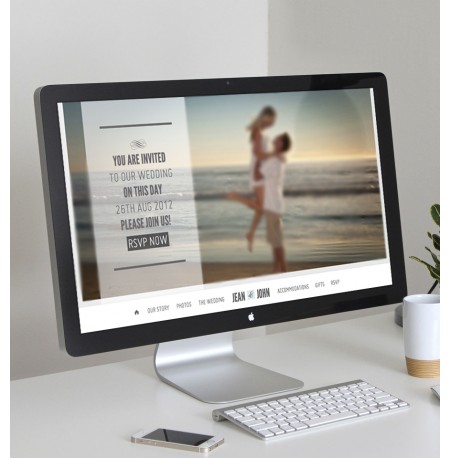 YOU ARE INVITED
TO OUR WEDDING
ON THIS DAY
26TH AUG 2012
PLEASE JOIN US!
RSVP NOW
OUR STORY PHOTOS THE WEDDING JEAN JOHN ACCOMMODATIONS GIFTS RSVP